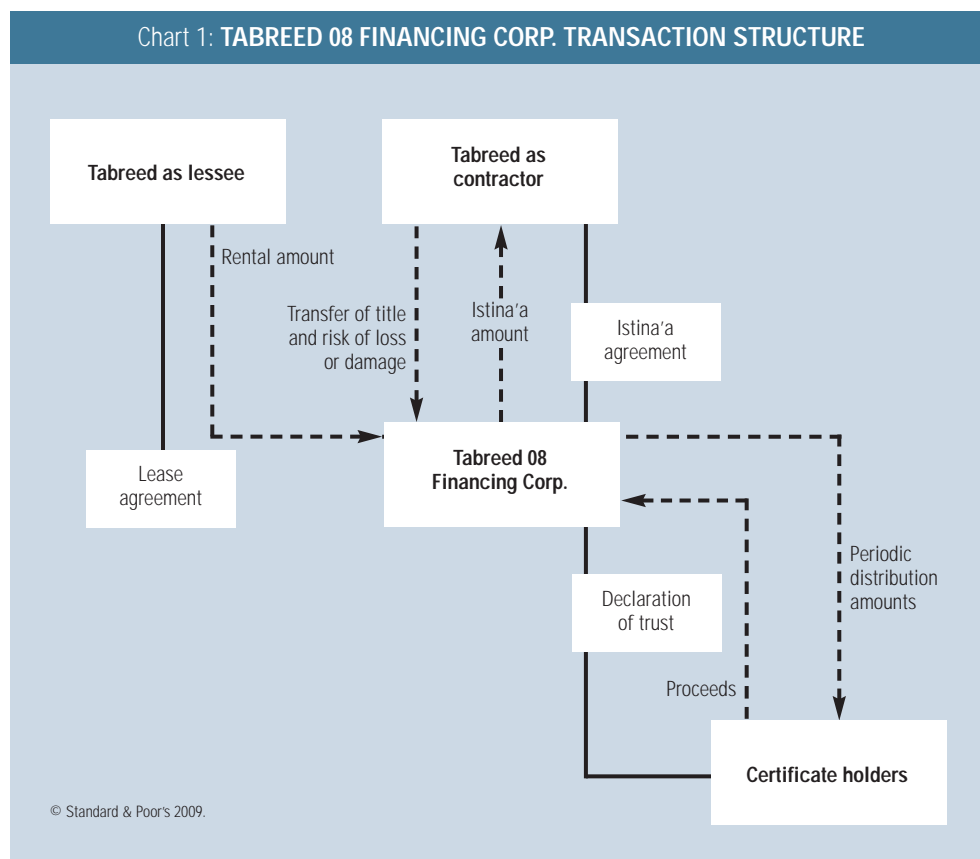 Chart 1: TABREED 08 FINANCING CORP. TRANSACTION STRUCTURE
Tabreed as lessee
Tabreed as
contractor
Rental amount
Transfer of title
and risk of loss
or damage
Istina'a
amount
Istina'a
agreement
Lease
agreement
Tabreed 08
Financing Corp.
Declaration
of trust
Periodic
distribution
amounts
Proceeds
Certificate holders
© Standard & Poor's 2009.